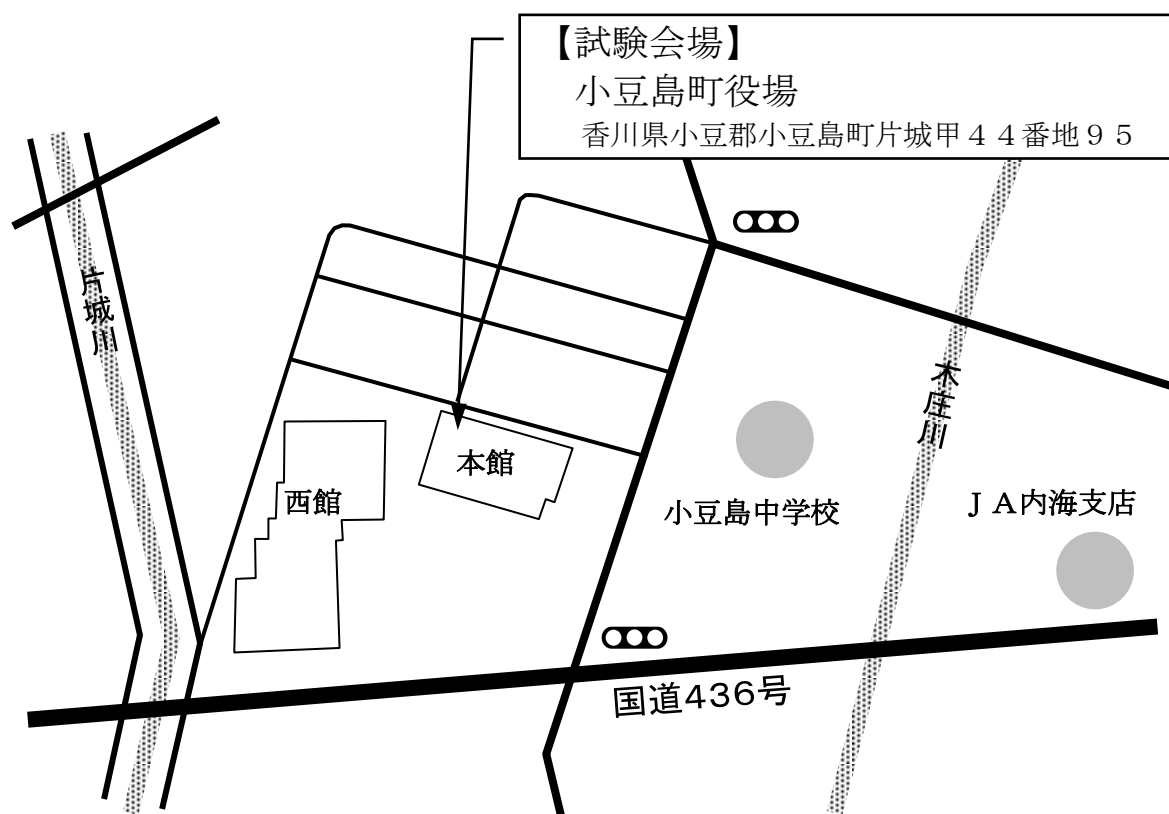 【試験会場】
小豆島町役場
香川県小豆郡小豆島町片城甲４４番地９５
片城川
木庄川
本館
西館
小豆島中学校
ＪＡ内海支店
国道436号